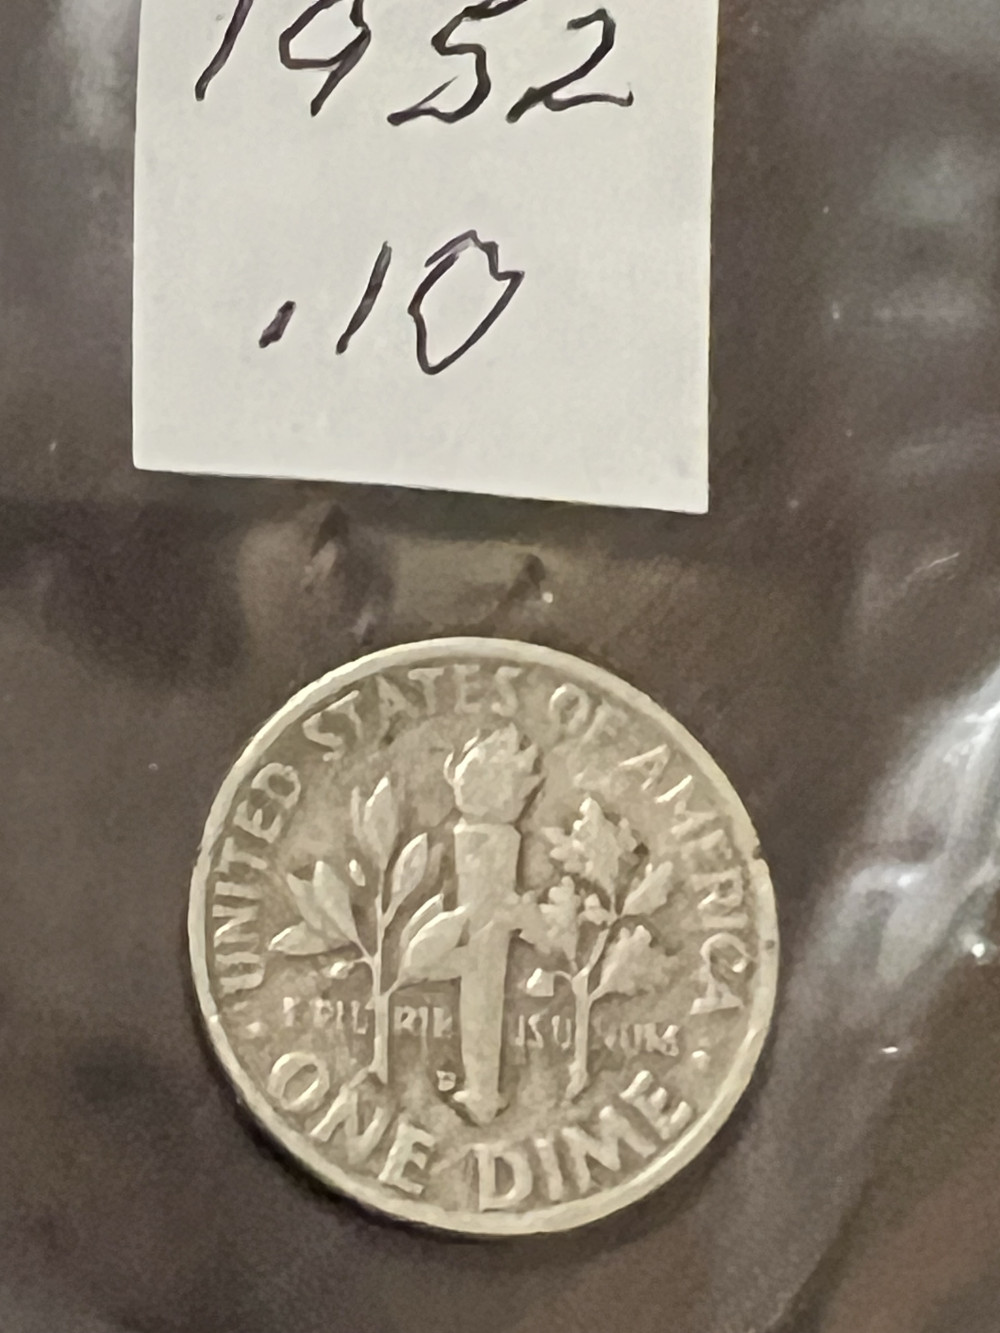 1952
.10
UNITED STATES OF AMERICA
E PLURIBUS UNUM
D
ONE DIME